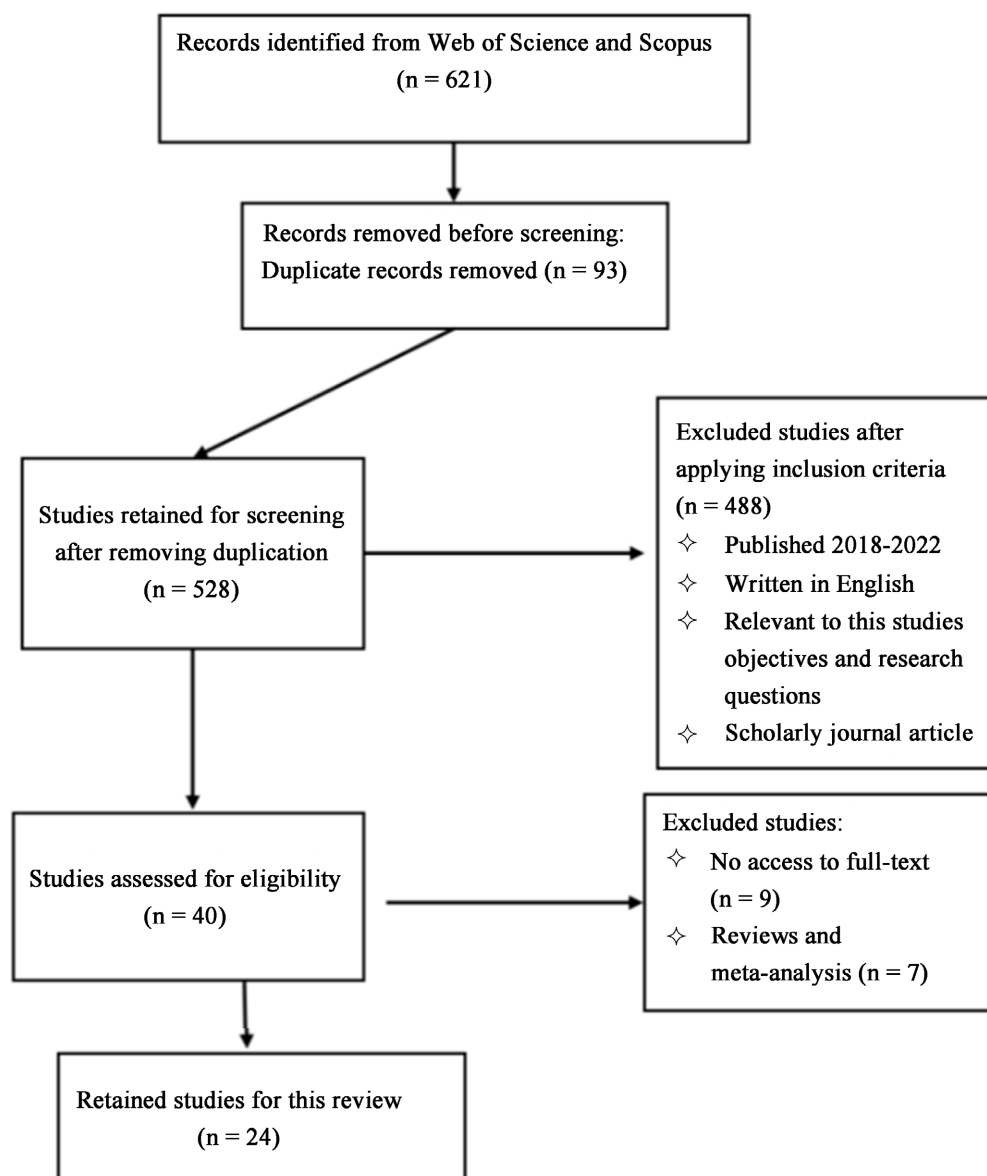 Records identified from Web of Science and Scopus
(n = 621)
Records removed before screening:
Duplicate records removed (n = 93)
Studies retained for screening
after removing duplication
(n = 528)
Excluded studies after
applying inclusion criteria
(n = 488)
✧ Published 2018-2022
✧ Written in English
✧ Relevant to this studies
objectives and research
questions
✧ Scholarly journal article
Studies assessed for eligibility
(n = 40)
Excluded studies:
✧ No access to full-text
(n = 9)
✧ Reviews and
meta-analysis (n = 7)
Retained studies for this review
(n = 24)